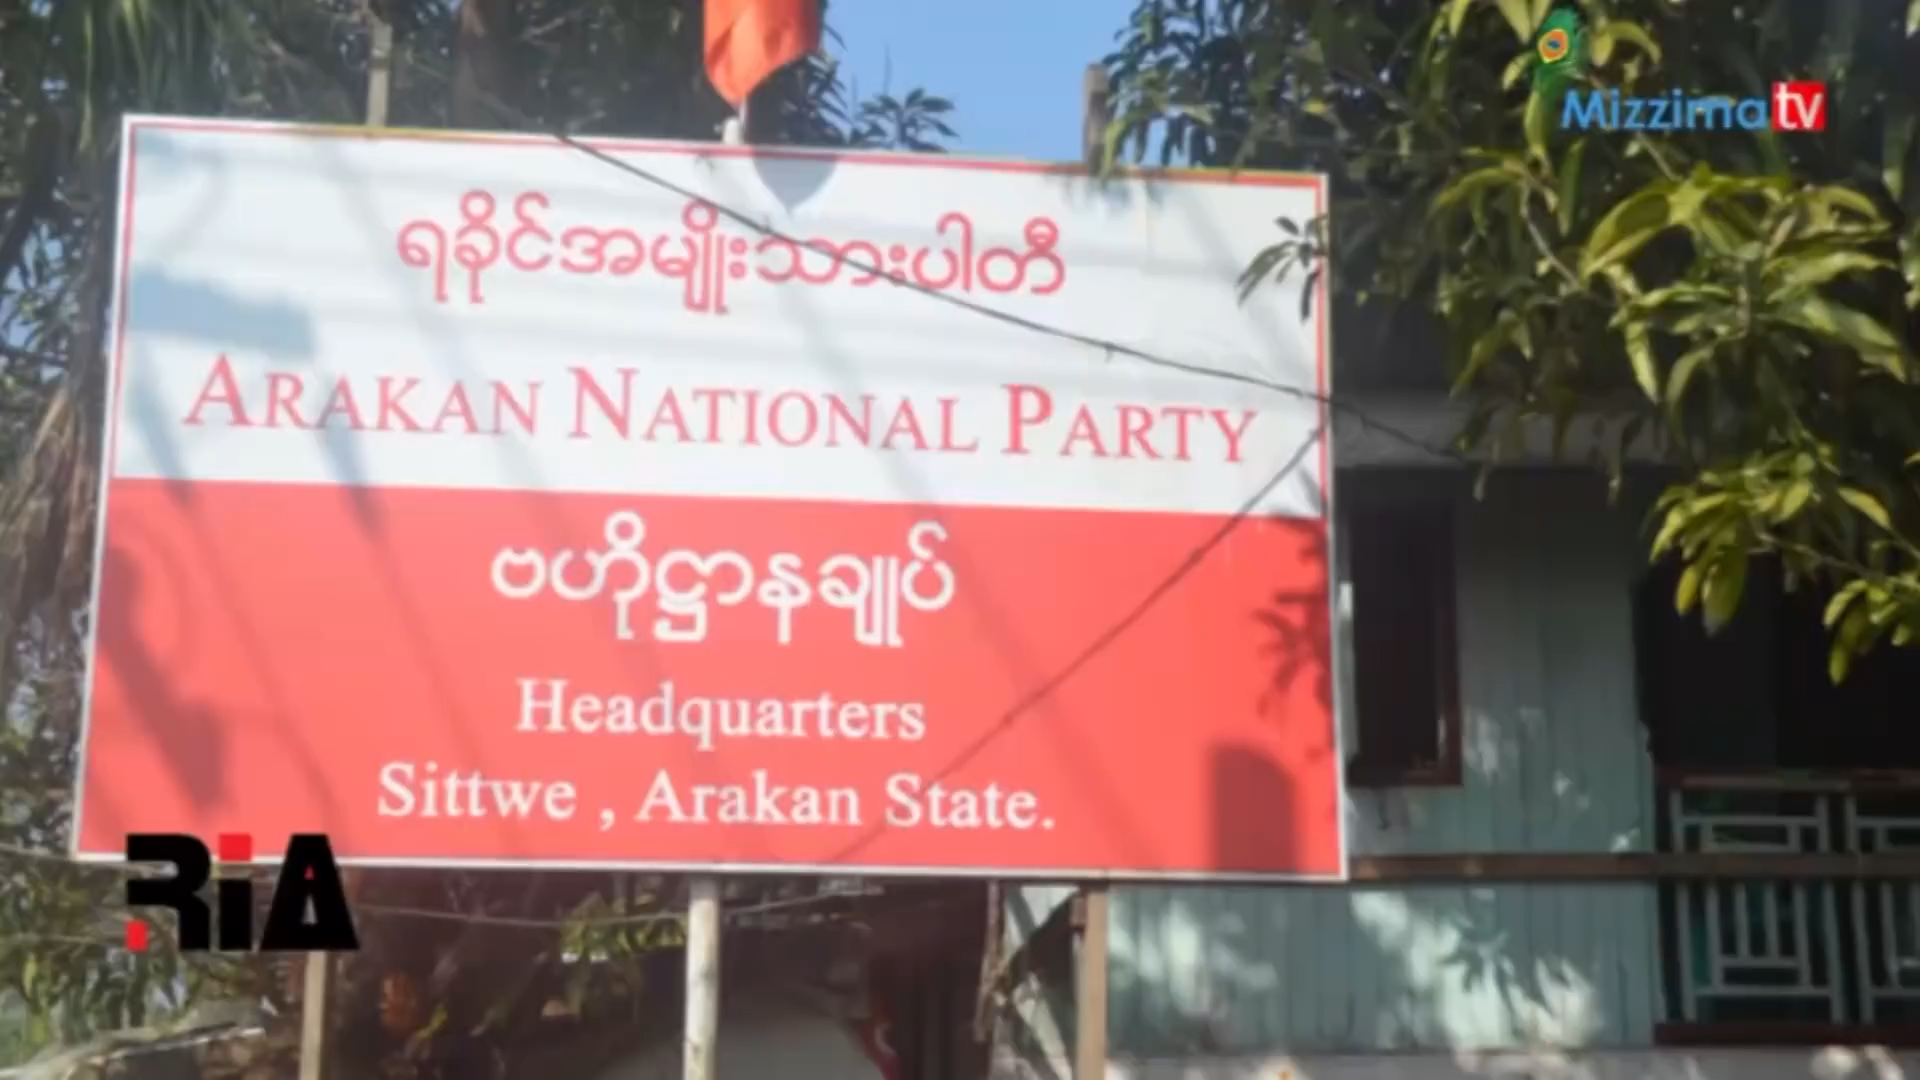 Mizzima tv
ရခိုင်အမျိုးသားပါတီ
ARAKAN NATIONAL PARTY
ဗဟိုဋ္ဌာနချုပ်
Headquarters
Sittwe , Arakan State.
RiA